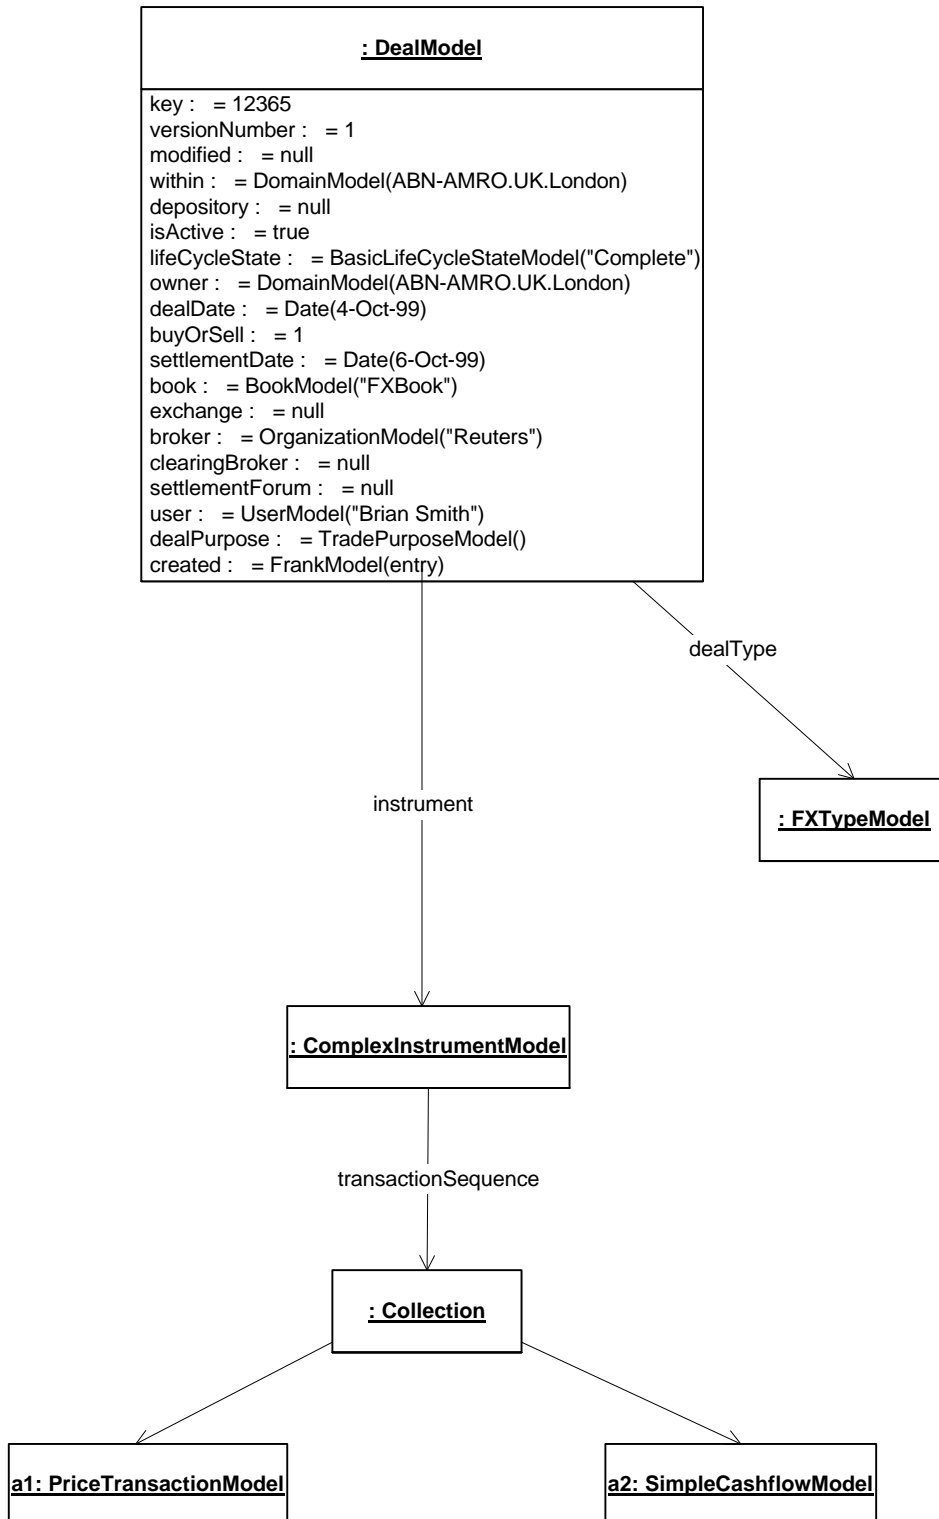 : DealModel
key : = 12365
versionNumber : = 1
modified : = null
within : = DomainModel(ABN-AMRO.UK.London)
depository : = null
isActive : = true
lifeCycleState : = BasicLifeCycleStateModel("Complete")
owner : = DomainModel(ABN-AMRO.UK.London)
dealDate : = Date(4-Oct-99)
buyOrSell : = 1
settlementDate : = Date(6-Oct-99)
book : = BookModel("FXBook")
exchange : = null
broker : = OrganizationModel("Reuters")
clearingBroker : = null
settlementForum : = null
user : = UserModel("Brian Smith")
dealPurpose : = TradePurposeModel()
created : = FrankModel(entry)
dealType
instrument
: FXTypeModel
: ComplexInstrumentModel
transactionSequence
: Collection
a1: PriceTransactionModel
a2: SimpleCashflowModel